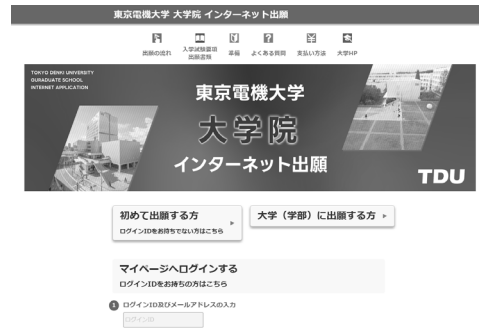 東京電機大学 大学院 インターネット出願
出願の流れ
入学試験要項
出願書類
準備
よくある質問
支払い方法
大学HP
TOKYO DENKI UNIVERSITY
GURADUATE SCHOOL
INTERNET APPLICATION
東京電機大学
大学院
インターネット出願
TDU
初めて出願する方
ログインIDをお持ちでない方はこちら
大学（学部）に出願する方
マイページへログインする
ログインIDをお持ちの方はこちら
1 ログインID及びメールアドレスの入力
ログインID